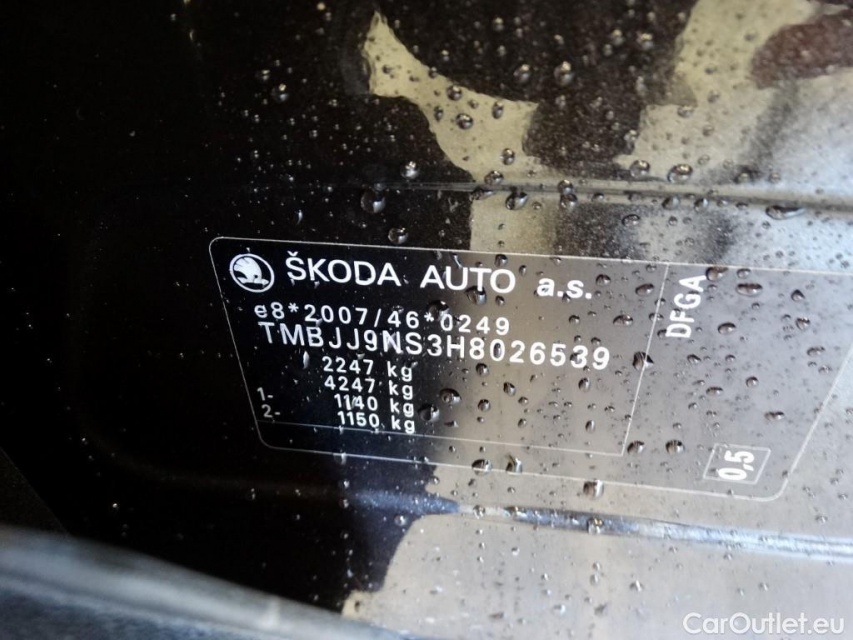 ŠKODA AUTO a.s.
e8*2007/46*0249
TMBJJ9NS3H8026539
2247 kg
4247 kg
1- 1140 kg
2- 1150 kg
DFGA
0,5
CarOutlet.eu